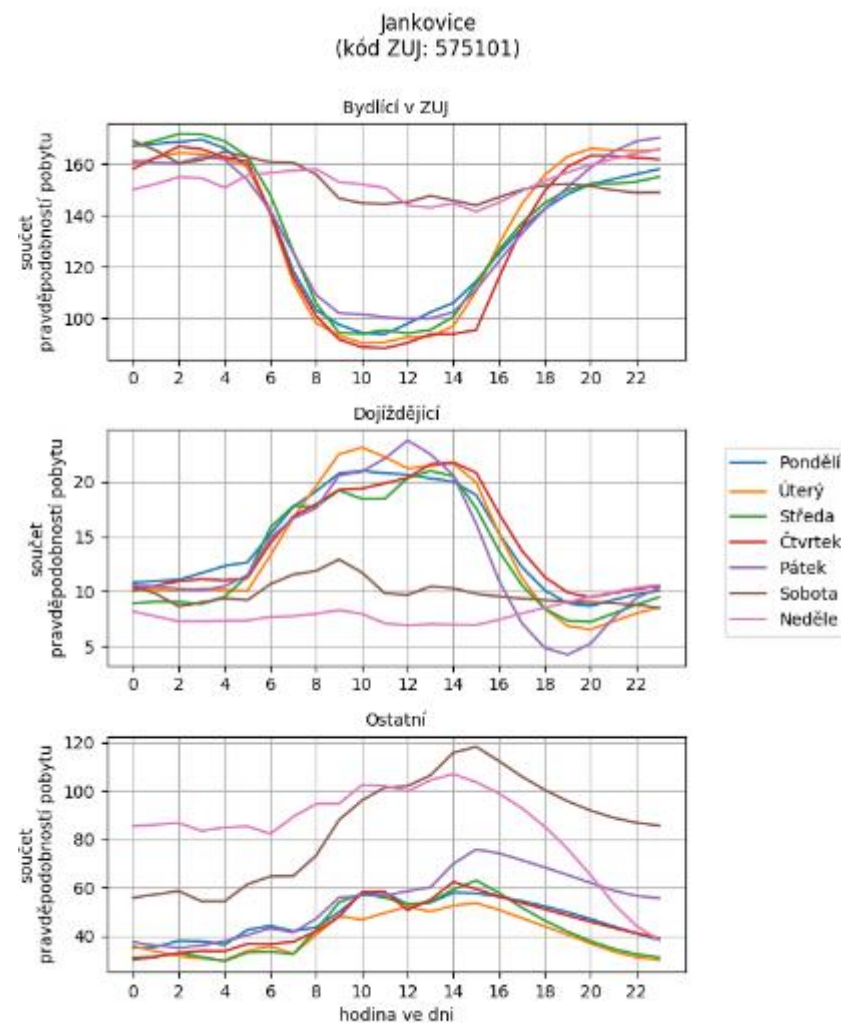 Jankovice
(kód ZUJ: 575101)
Bydlící v ZUJ
součet
pravděpodobností pobytu
160
140
120
100
0 2 4 6 8 10 12 14 16 18 20 22
Dojíždějící
součet
pravděpodobností pobytu
20
15
10
5
0 2 4 6 8 10 12 14 16 18 20 22
Pondělí
Úterý
Středa
Čtvrtek
Pátek
Sobota
Neděle
Ostatní
součet
pravděpodobností pobytu
120
100
80
60
40
0 2 4 6 8 10 12 14 16 18 20 22
hodina ve dni